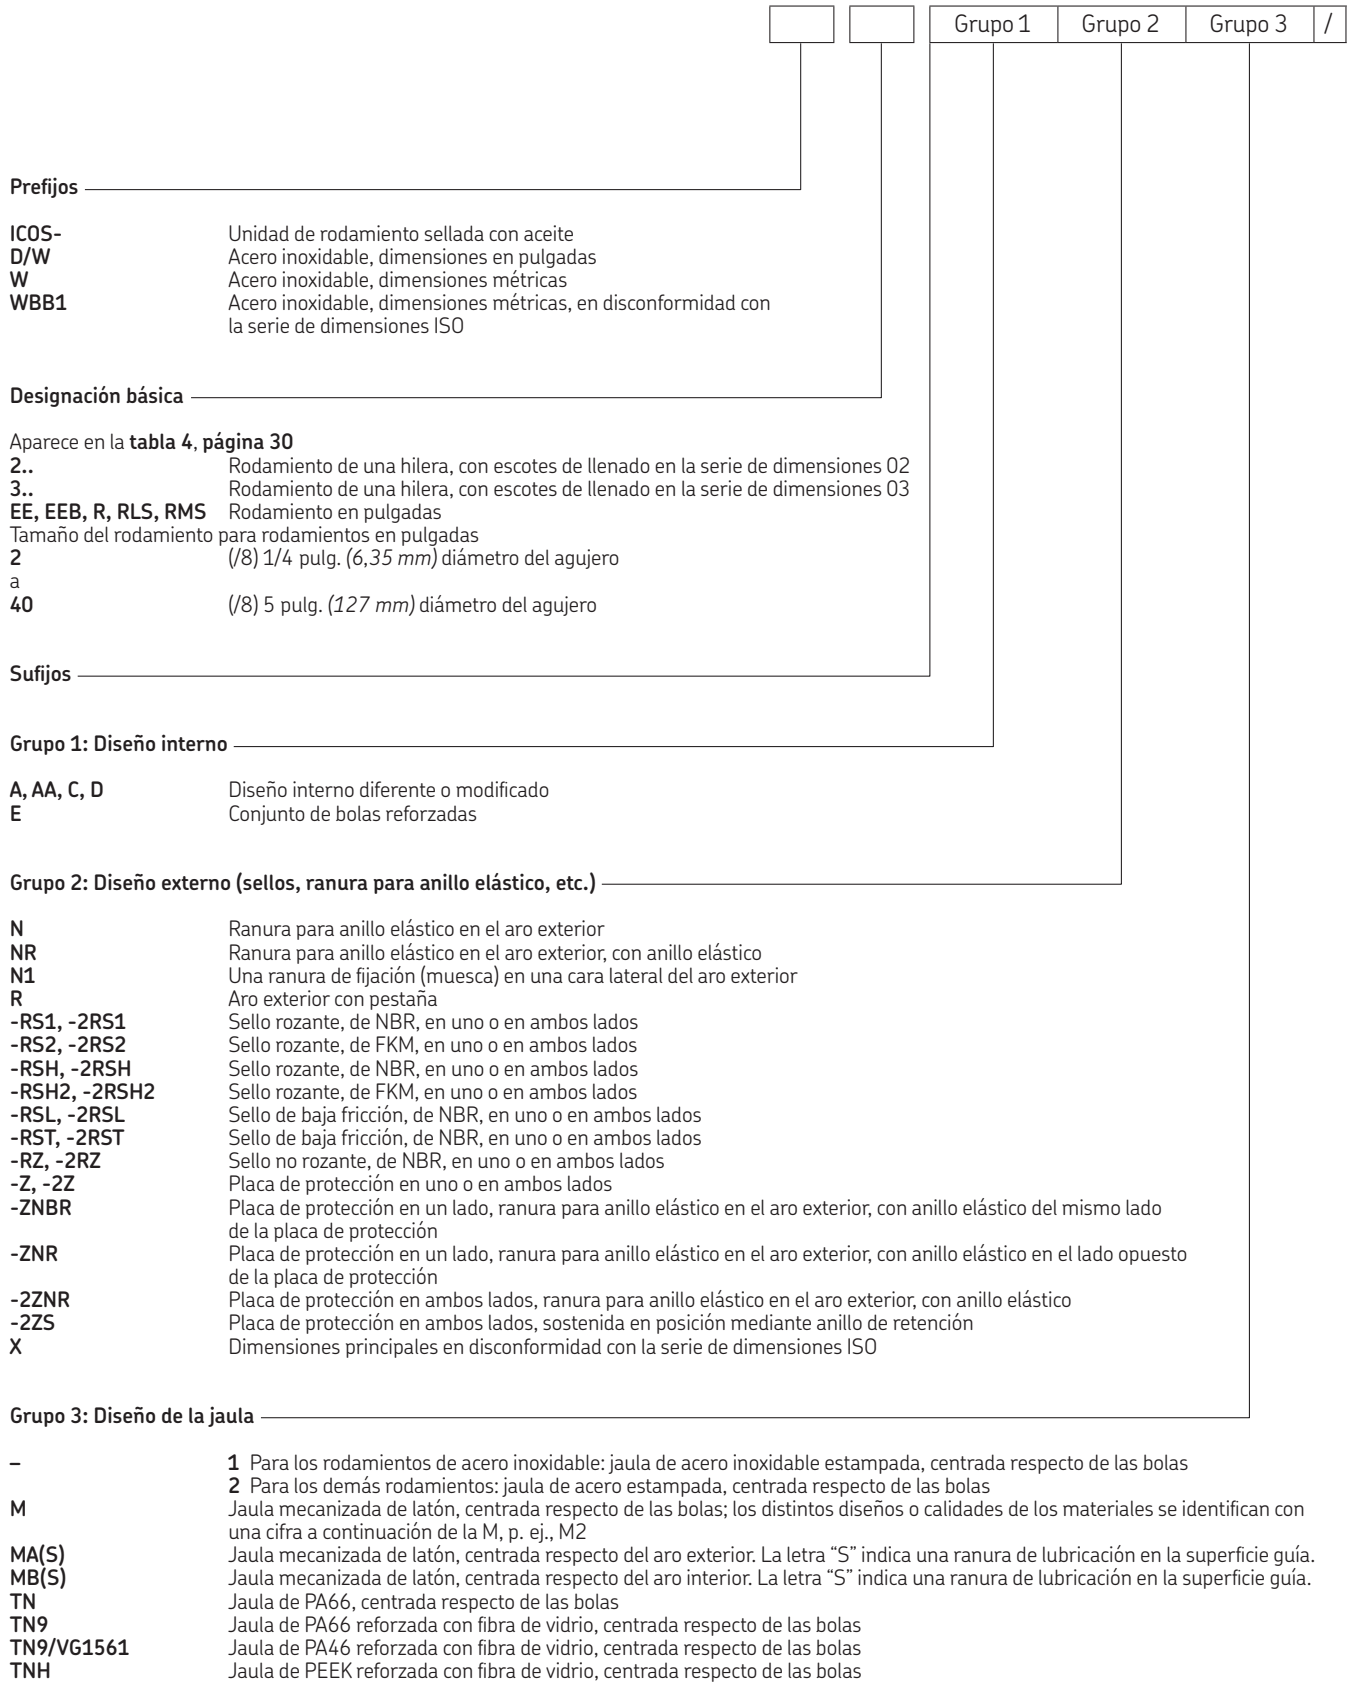 Grupo 1 Grupo 2 Grupo 3 /
Prefijos
ICOS- Unidad de rodamiento sellada con aceite
D/W Acero inoxidable, dimensiones en pulgadas
W Acero inoxidable, dimensiones métricas
WBB1 Acero inoxidable, dimensiones métricas, en disconformidad con
la serie de dimensiones ISO
Designación básica
Aparece en la tabla 4, página 30
2.. Rodamiento de una hilera, con escotes de llenado en la serie de dimensiones 02
3.. Rodamiento de una hilera, con escotes de llenado en la serie de dimensiones 03
EE, EEB, R, RLS, RMS Rodamiento en pulgadas
Tamaño del rodamiento para rodamientos en pulgadas
2 (/8) 1/4 pulg. (6,35 mm) diámetro del agujero
a
40 (/8) 5 pulg. (127 mm) diámetro del agujero
Sufijos
Grupo 1: Diseño interno
A, AA, C, D Diseño interno diferente o modificado
E Conjunto de bolas reforzadas
Grupo 2: Diseño externo (sellos, ranura para anillo elástico, etc.)
N Ranura para anillo elástico en el aro exterior
NR Ranura para anillo elástico en el aro exterior, con anillo elástico
N1 Una ranura de fijación (muesca) en una cara lateral del aro exterior
R Aro exterior con pestaña
-RS1, -2RS1 Sello rozante, de NBR, en uno o en ambos lados
-RS2, -2RS2 Sello rozante, de FKM, en uno o en ambos lados
-RSH, -2RSH Sello rozante, de NBR, en uno o en ambos lados
-RSH2, -2RSH2 Sello rozante, de FKM, en uno o en ambos lados
-RSL, -2RSL Sello de baja fricción, de NBR, en uno o en ambos lados
-RST, -2RST Sello de baja fricción, de NBR, en uno o en ambos lados
-RZ, -2RZ Sello no rozante, de NBR, en uno o en ambos lados
-Z, -2Z Placa de protección en uno o en ambos lados
-ZNBR Placa de protección en un lado, ranura para anillo elástico en el aro exterior, con anillo elástico del mismo lado
de la placa de protección
-ZNR Placa de protección en un lado, ranura para anillo elástico en el aro exterior, con anillo elástico en el lado opuesto
de la placa de protección
-2ZNR Placa de protección en ambos lados, ranura para anillo elástico en el aro exterior, con anillo elástico
-2ZS Placa de protección en ambos lados, sostenida en posición mediante anillo de retención
X Dimensiones principales en disconformidad con la serie de dimensiones ISO
Grupo 3: Diseño de la jaula
– 1 Para los rodamientos de acero inoxidable: jaula de acero inoxidable estampada, centrada respecto de las bolas
2 Para los demás rodamientos: jaula de acero estampada, centrada respecto de las bolas
M Jaula mecanizada de latón, centrada respecto de las bolas; los distintos diseños o calidades de los materiales se identifican con
una cifra a continuación de la M, p. ej., M2
MA(S) Jaula mecanizada de latón, centrada respecto del aro exterior. La letra “S” indica una ranura de lubricación en la superficie guía.
MB(S) Jaula mecanizada de latón, centrada respecto del aro interior. La letra “S” indica una ranura de lubricación en la superficie guía.
TN Jaula de PA66, centrada respecto de las bolas
TN9 Jaula de PA66 reforzada con fibra de vidrio, centrada respecto de las bolas
TN9/VG1561 Jaula de PA46 reforzada con fibra de vidrio, centrada respecto de las bolas
TNH Jaula de PEEK reforzada con fibra de vidrio, centrada respecto de las bolas